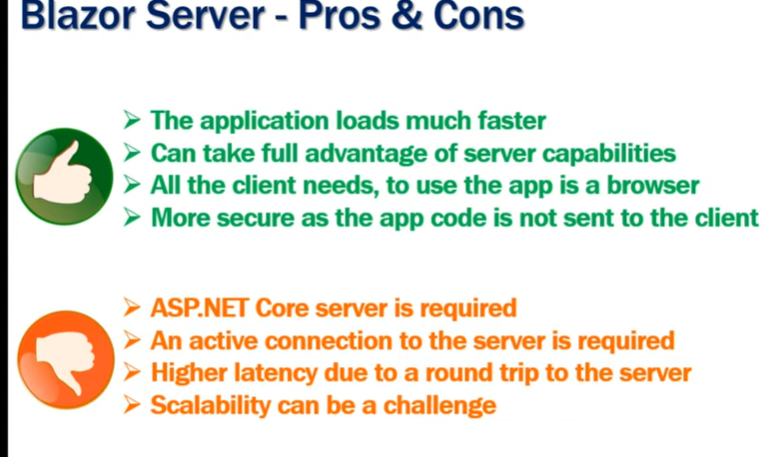 Blazor Server - Pros & Cons
The application loads much faster
Can take full advantage of server capabilities
All the client needs, to use the app is a browser
More secure as the app code is not sent to the client
ASP.NET Core server is required
An active connection to the server is required
Higher latency due to a round trip to the server
Scalability can be a challenge